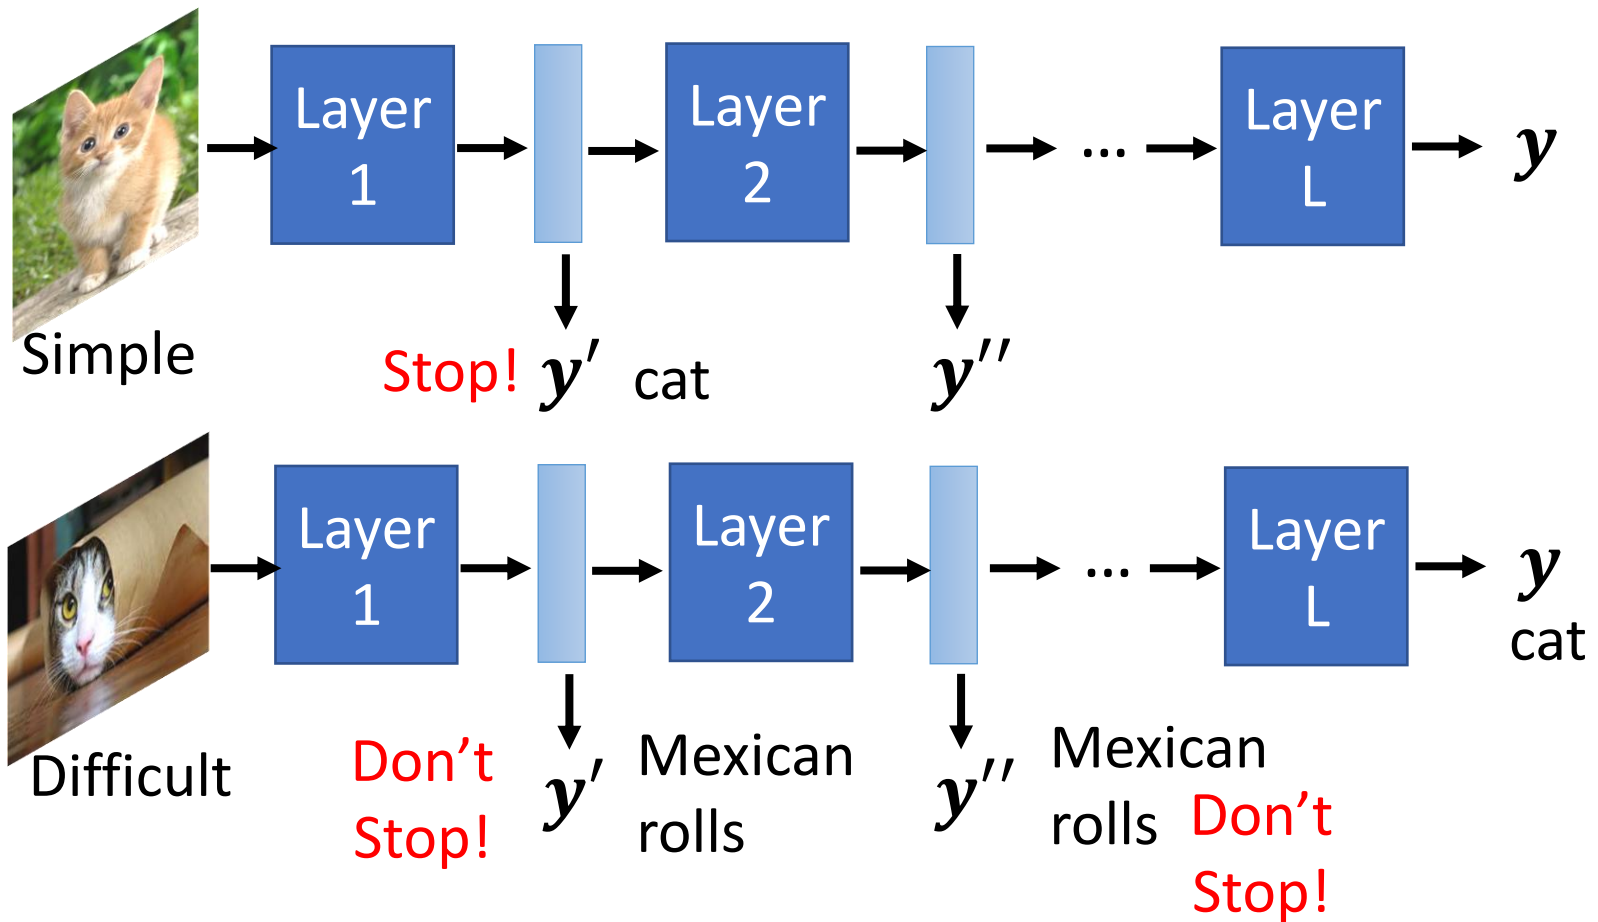 Layer
1
Layer
2
...
Layer
L
y
Simple
Stop! y′ cat
y′′
Layer
1
Layer
2
...
Layer
L
y
cat
Difficult
Don’t
Stop!
y′
Mexican
rolls
y′′
Mexican
rolls
Don’t
Stop!